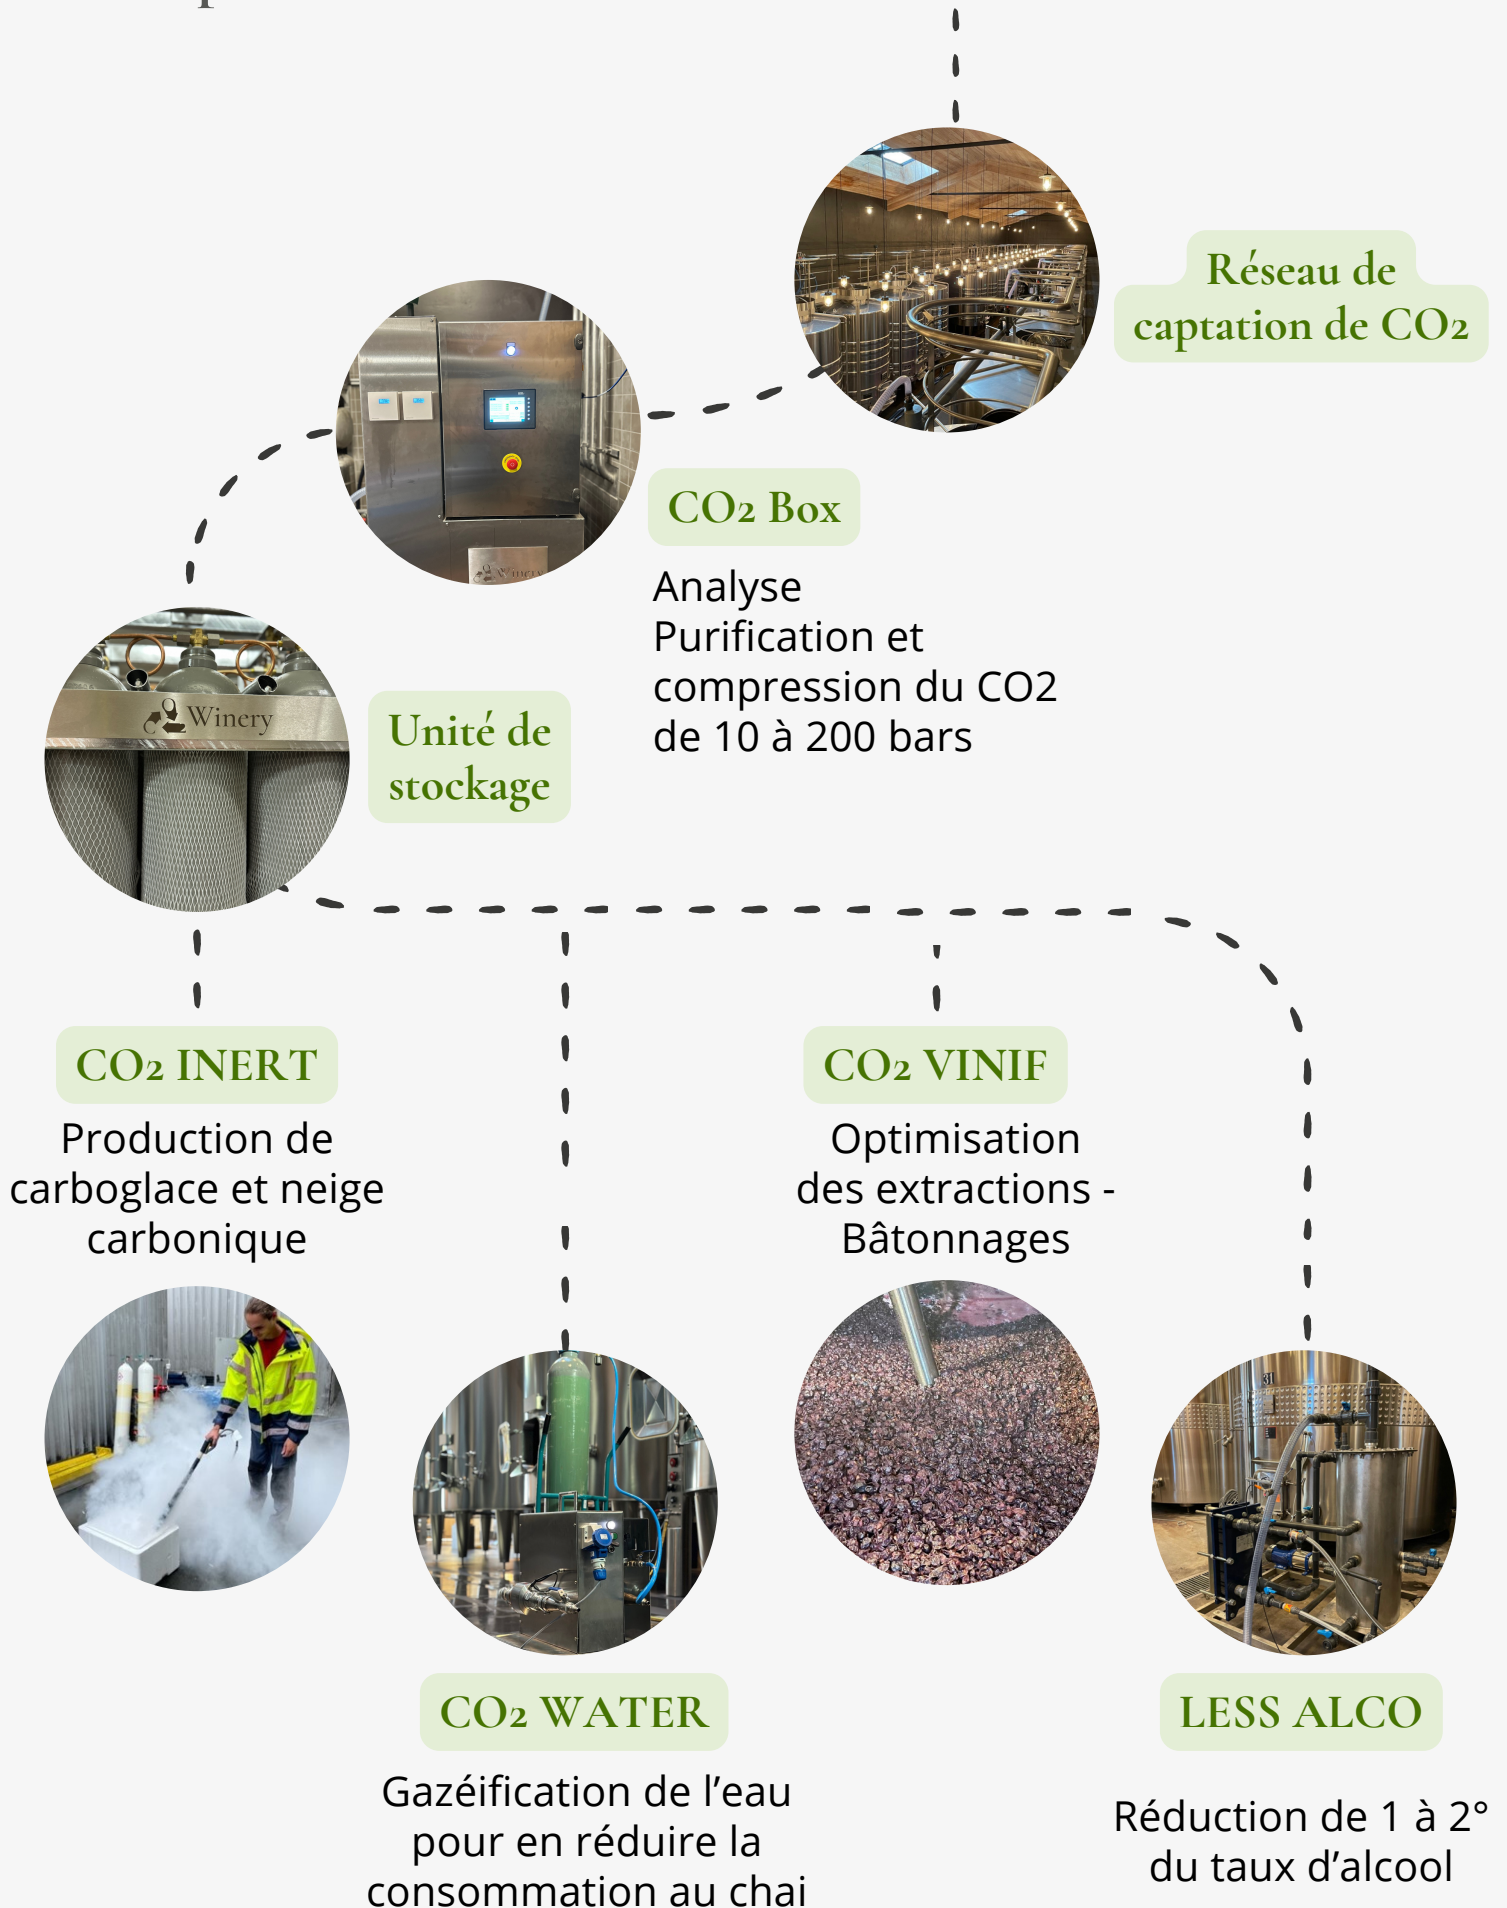 Réseau de
captation de CO2
CO2 Box
Analyse
Purification et
compression du CO2
de 10 à 200 bars
Winery
Winery
Unité de
stockage
CO2 INERT
Production de
carboglace et neige
carbonique
CO2 VINIF
Optimisation
des extractions -
Bâtonnages
31
CO2 WATER
Gazéification de l’eau
pour en réduire la
consommation au chai
LESS ALCO
Réduction de 1 à 2°
du taux d’alcool